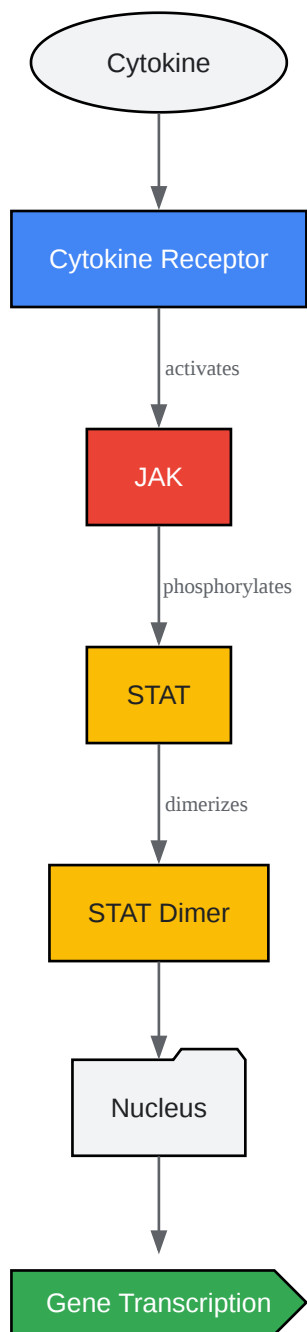 Cytokine
Cytokine Receptor
activates
JAK
phosphorylates
STAT
dimerizes
STAT Dimer
Nucleus
Gene Transcription